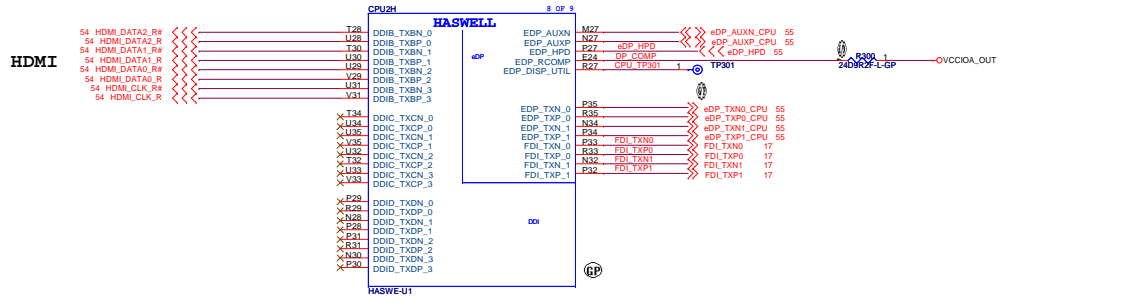 CPU2H 8 OF 9
HASWELL
HDMI
54 HDMI_DATA2_R# T28 DDIB_TXBN_0
54 HDMI_DATA2_R U28 DDIB_TXBP_0
54 HDMI_DATA1_R# T30 DDIB_TXBN_1
54 HDMI_DATA1_R U30 DDIB_TXBP_1
54 HDMI_DATA0_R# U29 DDIB_TXBN_2
54 HDMI_DATA0_R V29 DDIB_TXBP_2
54 HDMI_CLK_R# U31 DDIB_TXBN_3
54 HDMI_CLK_R V31 DDIB_TXBP_3
T34 DDIC_TXCN_0
U34 DDIC_TXCP_0
U35 DDIC_TXCN_1
V35 DDIC_TXCP_1
U32 DDIC_TXCN_2
T32 DDIC_TXCP_2
U33 DDIC_TXCN_3
V33 DDIC_TXCP_3
P29 DDID_TXDN_0
R29 DDID_TXDP_0
N28 DDID_TXDN_1
P28 DDID_TXDP_1
P31 DDID_TXDN_2
R31 DDID_TXDP_2
N30 DDID_TXDN_3
P30 DDID_TXDP_3
eDP
DDI
EDP_AUXN M27 eDP_AUXN_CPU 55
EDP_AUXP N27 eDP_AUXP_CPU 55
EDP_HPD P27 eDP_HPD eDP_HPD 55
EDP_RCOMP E24 DP_COMP R300 1 24D9R2F-L-GP VCCIOA_OUT
EDP_DISP_UTIL R27 CPU_TP301 1 TP301
EDP_TXN_0 P35 eDP_TXN0_CPU 55
EDP_TXP_0 R35 eDP_TXP0_CPU 55
EDP_TXN_1 N34 eDP_TXN1_CPU 55
EDP_TXP_1 P34 eDP_TXP1_CPU 55
FDI_TXN_0 P33 FDI_TXN0 FDI_TXN0 17
FDI_TXP_0 R33 FDI_TXP0 FDI_TXP0 17
FDI_TXN_1 N32 FDI_TXN1 FDI_TXN1 17
FDI_TXP_1 P32 FDI_TXP1 FDI_TXP1 17
GP
HASWE-U1